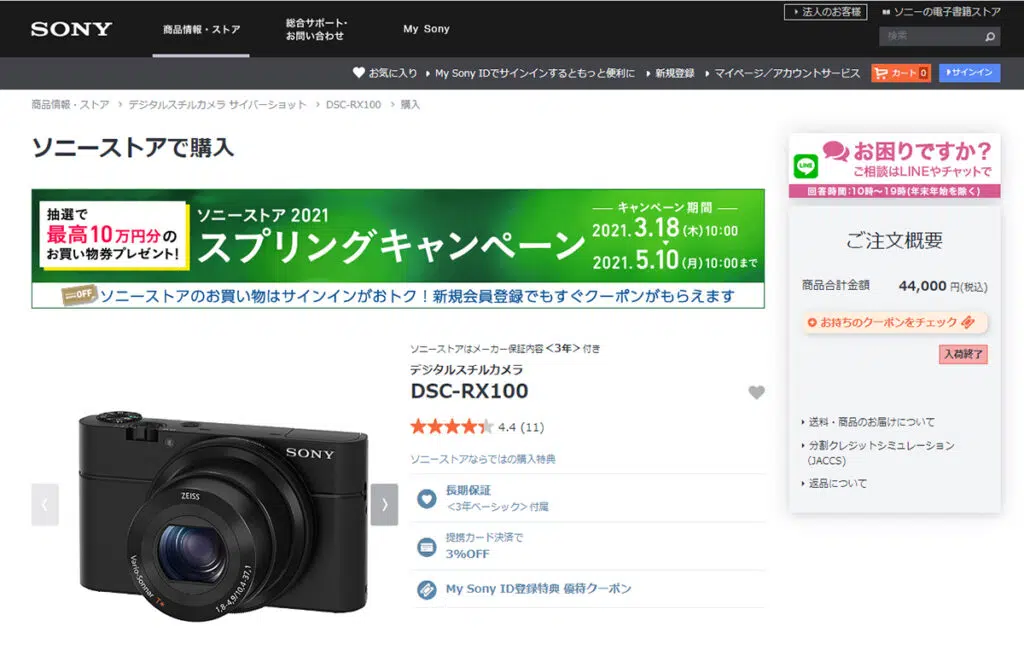 SONY
商品情報・ストア
総合サポート・
お問い合わせ
My Sony
法人のお客様
ソニーの電子書籍ストア
検索
お気に入り
My Sony IDでサインインするともっと便利に
新規登録
マイページ／アカウントサービス
カート 0
サインイン
商品情報・ストア > デジタルスチルカメラ サイバーショット > DSC-RX100 > 購入
ソニーストアで購入
抽選で
最高10万円分の
お買い物券プレゼント!
ソニーストア 2021
スプリングキャンペーン
キャンペーン期間
2021.3.18(木)10:00
2021.5.10(月)10:00まで
OFF
ソニーストアのお買い物はサインインがおトク！新規会員登録でもすぐクーポンがもらえます
LINE
お困りですか?
ご相談はLINEやチャットで
回答時間:10時～19時(年末年始を除く)
ご注文概要
商品合計金額 44,000 円(税込)
お持ちのクーポンをチェック
入荷終了
送料・商品のお届けについて
分割クレジットシミュレーション
(JACCS)
返品について
ソニーストアはメーカー保証内容<3年>付き
デジタルスチルカメラ
DSC-RX100
4.4 (11)
ソニーストアならではの購入特典
長期保証
<3年ベーシック>付属
提携カード決済で
3%OFF
My Sony ID登録特典 優待クーポン
SONY
ZEISS
Vario-Sonnar T* 1,8-4,9/10,4-37,1